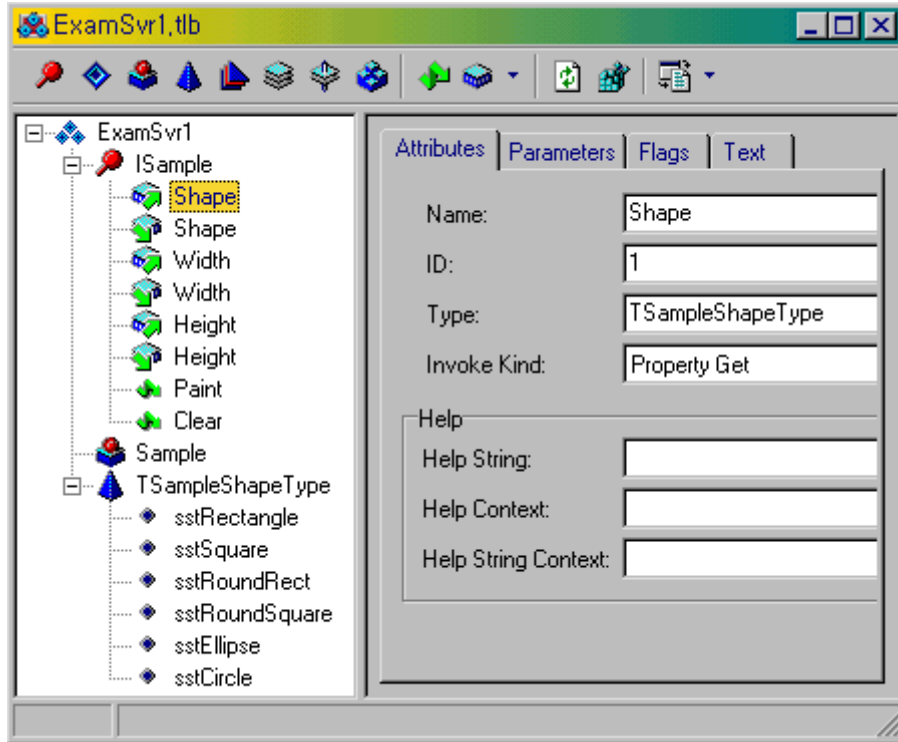 ExamSvr1,tlb
ExamSvr1
ISample
Shape
Shape
Width
Width
Height
Height
Paint
Clear
Sample
TSampleShapeType
sstRectangle
sstSquare
sstRoundRect
sstRoundSquare
sstEllipse
sstCircle
Attributes Parameters Flags Text
Name: Shape
ID: 1
Type: TSampleShapeType
Invoke Kind: Property Get
Help
Help String:
Help Context:
Help String Context: